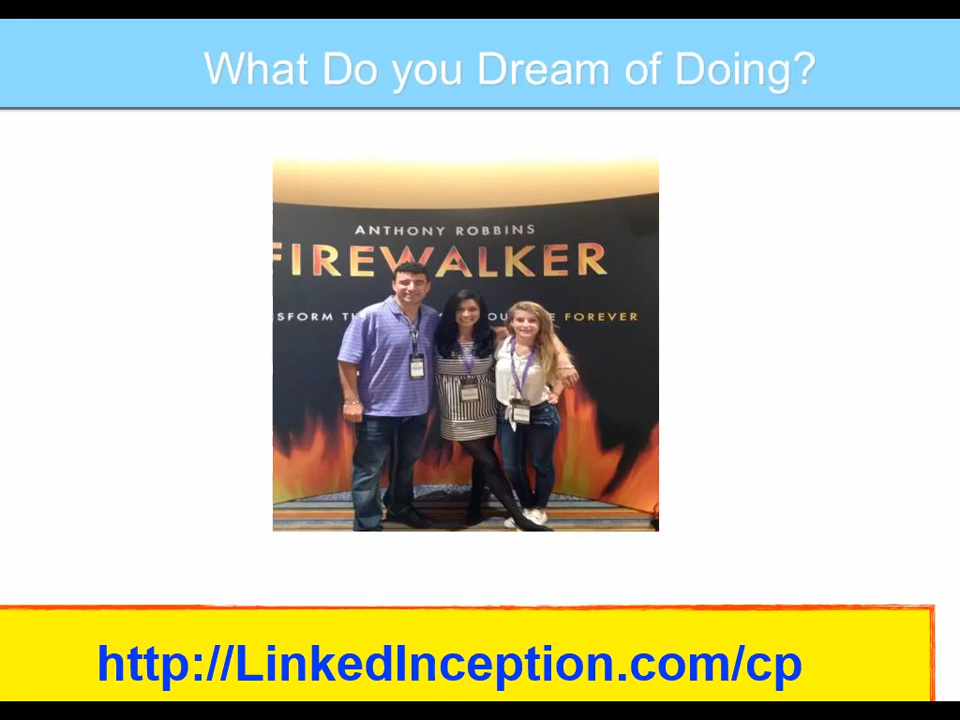 What Do you Dream of Doing?
ANTHONY ROBBINS
FIREWALKER
FOREVER
http://LinkedInception.com/cp